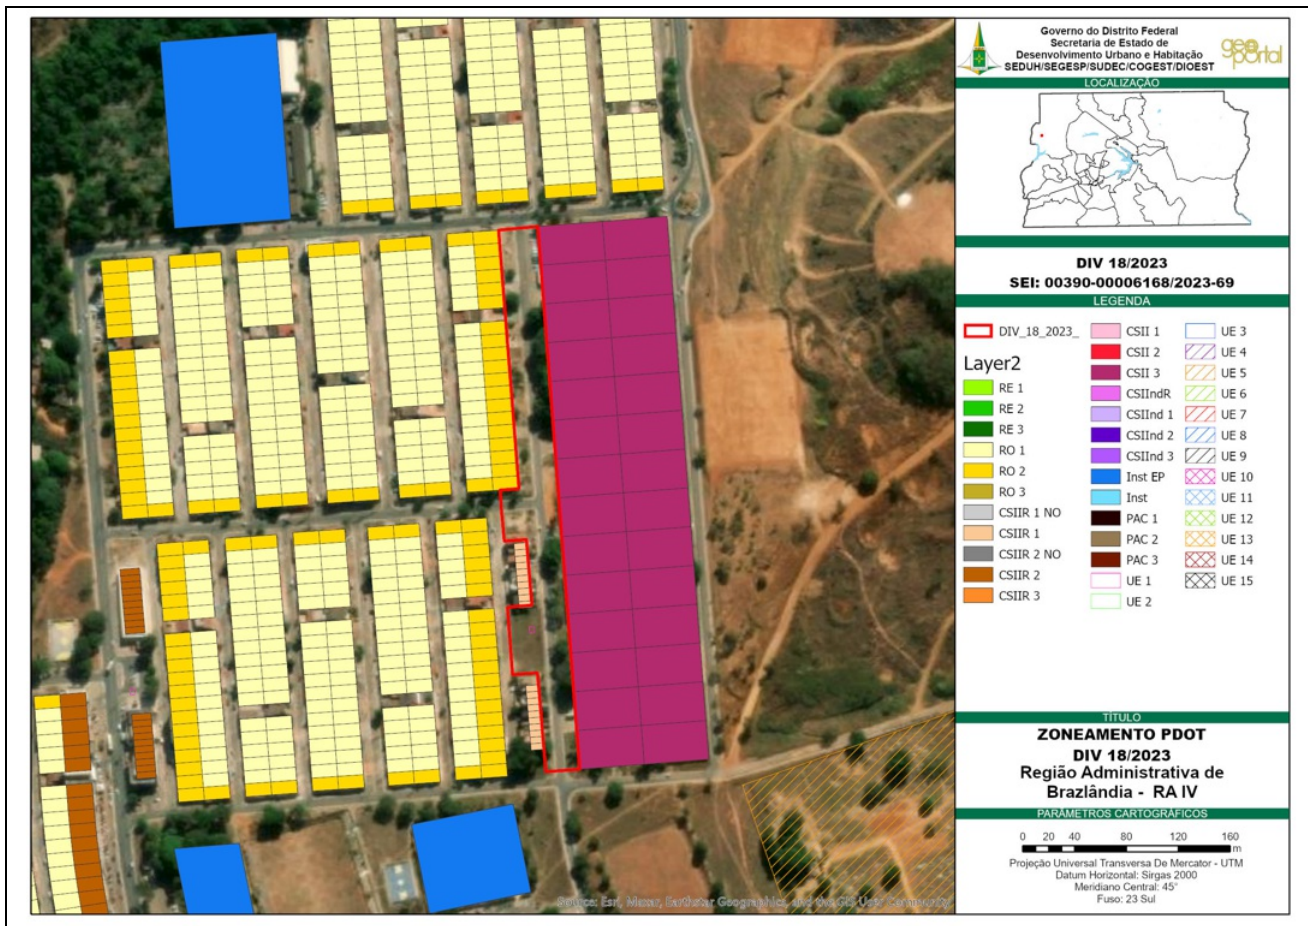 Governo do Distrito Federal
Secretaria de Estado de
Desenvolvimento Urbano e Habitação
SEDUH/SEGESP/SUDEC/COGEST/DIOEST
geoportal
LOCALIZAÇÃO
DIV 18/2023
SEI: 00390-00006168/2023-69
LEGENDA
DIV_18_2023_
Layer2
RE 1
RE 2
RE 3
RO 1
RO 2
RO 3
CSIIR 1 NO
CSIIR 1
CSIIR 2 NO
CSIIR 2
CSIIR 3
CSII 1
CSII 2
CSII 3
CSIIndR
CSIInd 1
CSIInd 2
CSIInd 3
Inst EP
Inst
PAC 1
PAC 2
PAC 3
UE 1
UE 2
UE 3
UE 4
UE 5
UE 6
UE 7
UE 8
UE 9
UE 10
UE 11
UE 12
UE 13
UE 14
UE 15
TÍTULO
ZONEAMENTO PDOT
DIV 18/2023
Região Administrativa de
Brazlândia - RA IV
PARÂMETROS CARTOGRÁFICOS
0 20 40 80 120 160
m
Projeção Universal Transversa De Mercator - UTM
Datum Horizontal: Sirgas 2000
Meridiano Central: 45°
Fuso: 23 Sul
Source: Esri, Maxar, Earthstar Geographics, and the GIS User Community